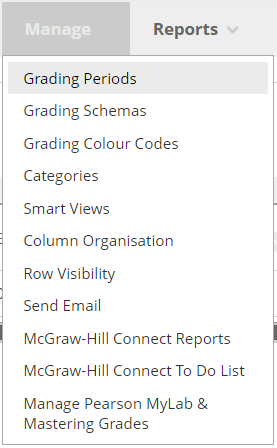 Manage
Reports
Grading Periods
Grading Schemas
Grading Colour Codes
Categories
Smart Views
Column Organisation
Row Visibility
Send Email
McGraw-Hill Connect Reports
McGraw-Hill Connect To Do List
Manage Pearson MyLab &
Mastering Grades